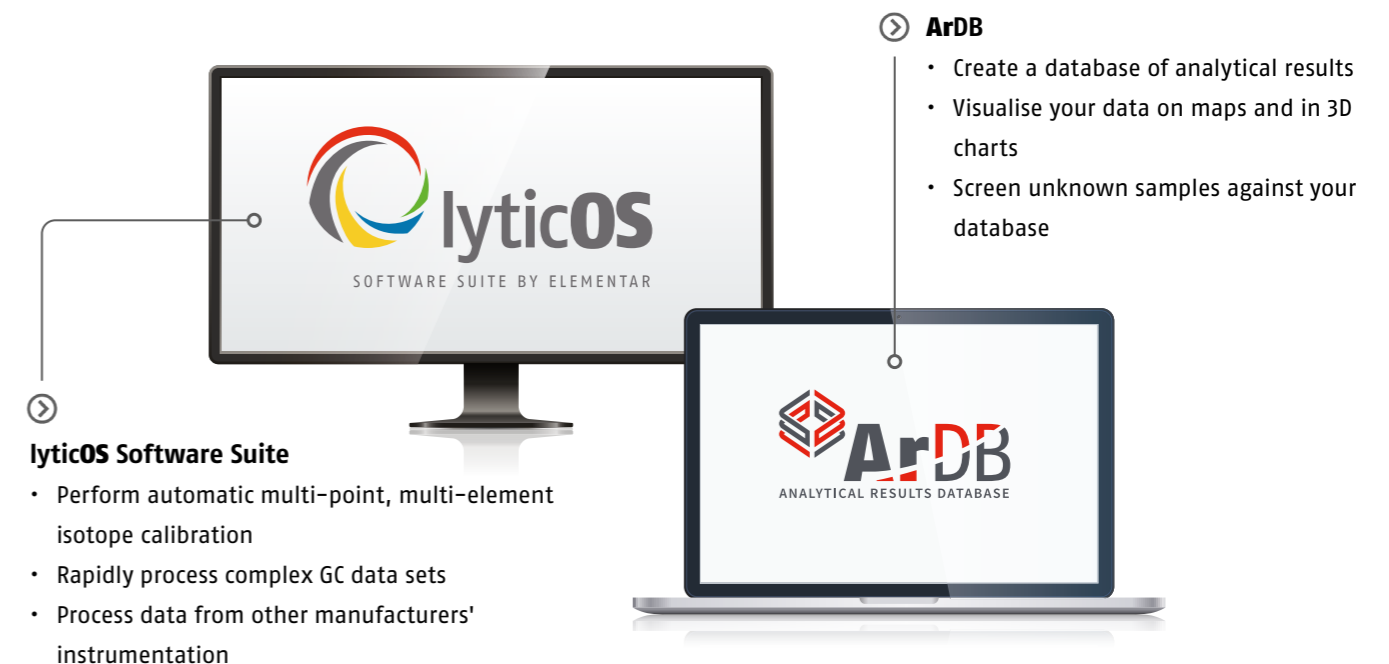 ArDB
• Create a database of analytical results
• Visualise your data on maps and in 3D
charts
• Screen unknown samples against your
database
lyticOS
SOFTWARE SUITE BY ELEMENTAR
ArDB
ANALYTICAL RESULTS DATABASE
lyticOS Software Suite
• Perform automatic multi-point, multi-element
isotope calibration
• Rapidly process complex GC data sets
• Process data from other manufacturers'
instrumentation